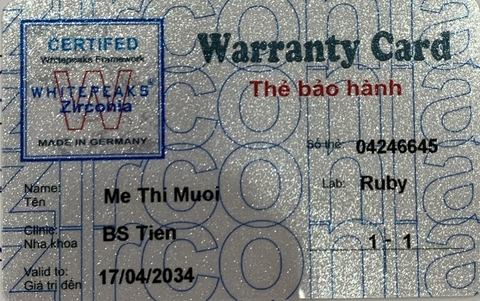 CERTIFED
Whitepeaks Framework
WHITEPEAKS®
Zirconia
MADE IN GERMANY
Warranty Card
Thẻ bảo hành
Số thẻ: 04246645
Lab: Ruby
Name: Me Thi Muoi
Tên
Clinic: BS Tien
Nha khoa
1 - 1
Valid to: 17/04/2034
Giá trị đến
zirconia